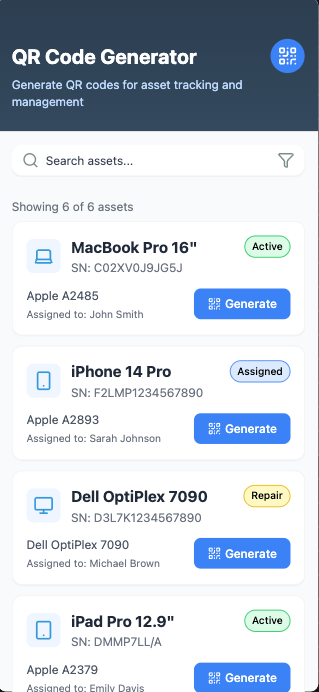 QR Code Generator
Generate QR codes for asset tracking and
management
Search assets...
Showing 6 of 6 assets
MacBook Pro 16"
Active
SN: C02XV0J9JG5J
Apple A2485
Assigned to: John Smith
Generate
iPhone 14 Pro
Assigned
SN: F2LMP1234567890
Apple A2893
Assigned to: Sarah Johnson
Generate
Dell OptiPlex 7090
Repair
SN: D3L7K1234567890
Dell OptiPlex 7090
Assigned to: Michael Brown
Generate
iPad Pro 12.9"
Active
SN: DMMP7LL/A
Apple A2379
Assigned to: Emily Davis
Generate